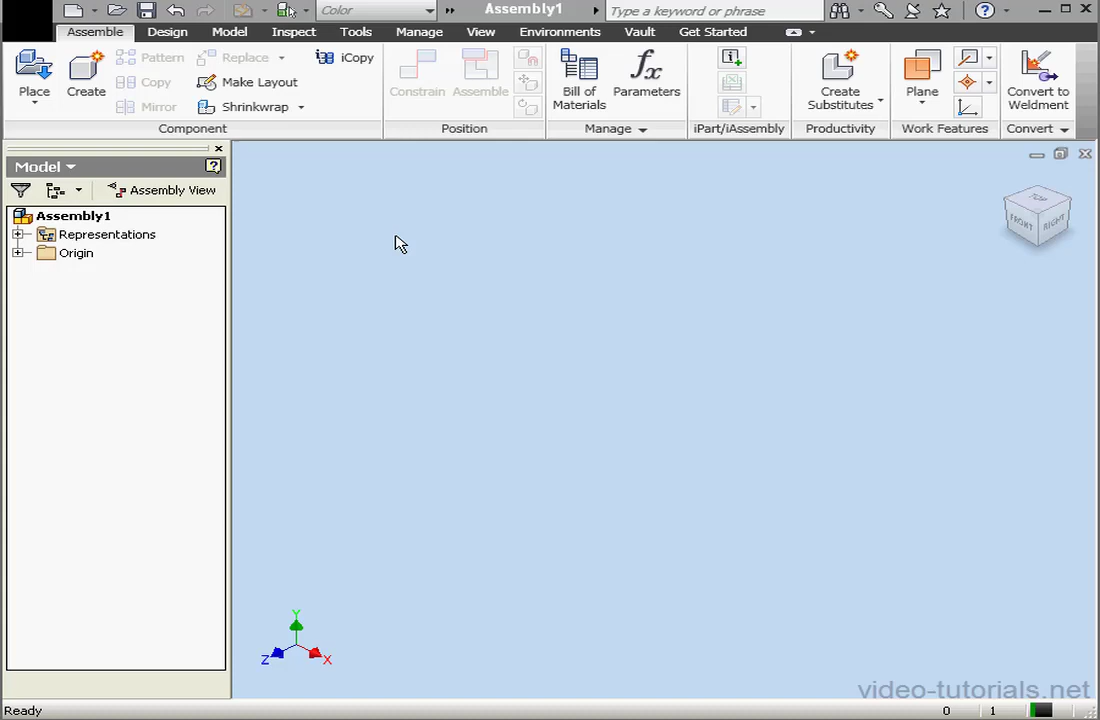 Color
Assembly1
Type a keyword or phrase
Assemble Design Model Inspect Tools Manage View Environments Vault Get Started
Place
Create
Pattern
Copy
Mirror
Replace
Make Layout
Shrinkwrap
iCopy
Component
Constrain
Assemble
Position
Bill of
Materials
Parameters
Manage
iPart/iAssembly
Create
Substitutes
Productivity
Plane
Work Features
Convert to
Weldment
Convert
Model
Assembly View
Assembly1
Representations
Origin
TOP
FRONT
RIGHT
Y
Z
X
video-tutorials.net
Ready
0 1